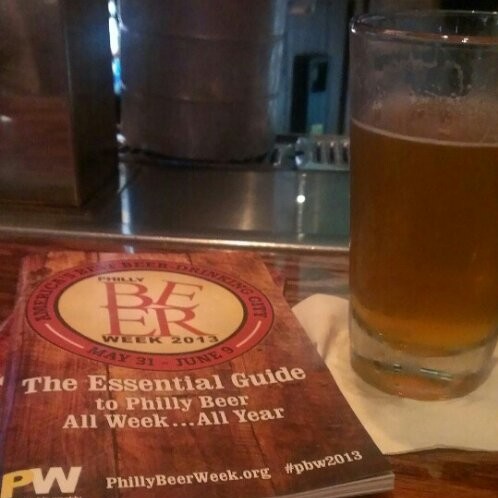 AMERICA'S BEST BEER-DRINKING CITY
PHILLY
BE
ER
WEEK 2013
MAY 31 - JUNE 9
The Essential Guide
to Philly Beer
All Week...All Year
PW
PhillyBeerWeek.org #pbw2013